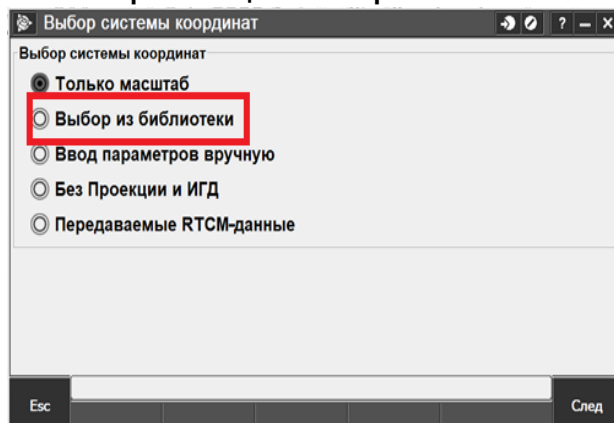 Выбор системы координат
? – X
Выбор системы координат
Только масштаб
Выбор из библиотеки
Ввод параметров вручную
Без Проекции и ИГД
Передаваемые RTCM-данные
Esc
След